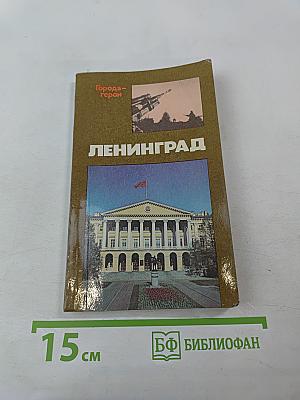 Города-
герои
ЛЕНИНГРАД
15 см
БФ БИБЛИОФАН